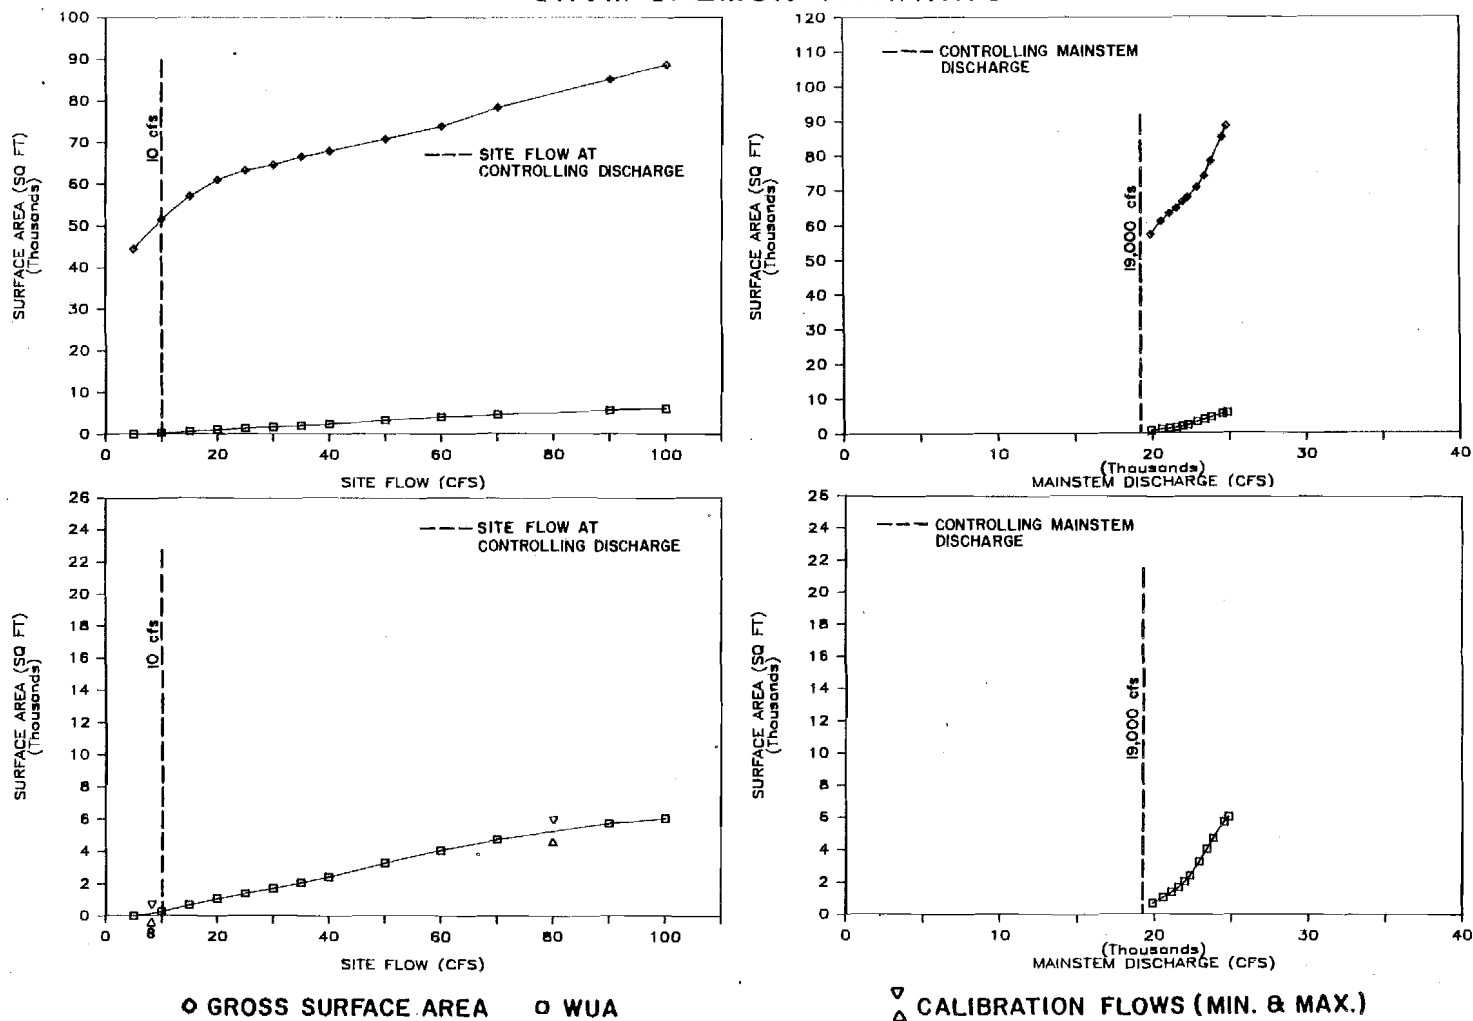 100
90
80
70
60
50
40
30
20
10
0
SURFACE AREA (SQ FT)
(Thousands)
10 cfs
SITE FLOW AT
CONTROLLING DISCHARGE
0 20 40 60 80 100
SITE FLOW (CFS)
120
110
100
90
80
70
60
50
40
30
20
10
0
SURFACE AREA (SQ FT)
(Thousands)
19,000 cfs
CONTROLLING MAINSTEM
DISCHARGE
0 10 20 30 40
(Thousands)
MAINSTEM DISCHARGE (CFS)
26
24
22
20
18
16
14
12
10
8
6
4
2
0
SURFACE AREA (SQ FT)
(Thousands)
10 cfs
SITE FLOW AT
CONTROLLING DISCHARGE
8
0 20 40 60 80 100
SITE FLOW (CFS)
26
24
22
20
18
16
14
12
10
8
6
4
2
0
SURFACE AREA (SQ FT)
(Thousands)
19,000 cfs
CONTROLLING MAINSTEM
DISCHARGE
0 10 20 30 40
(Thousands)
MAINSTEM DISCHARGE (CFS)
GROSS SURFACE AREA WUA CALIBRATION FLOWS (MIN. & MAX.)